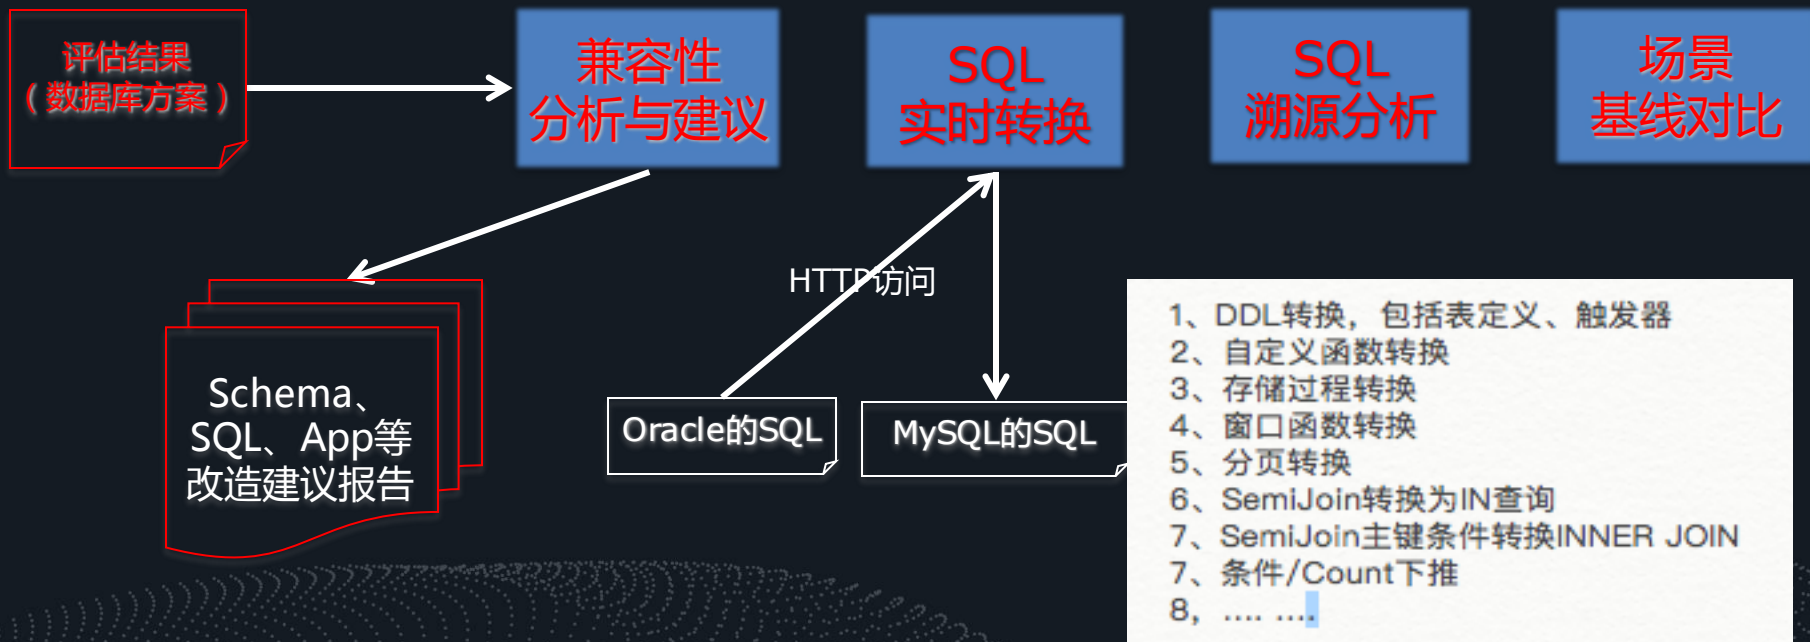 评估结果
（数据库方案）
兼容性
分析与建议
SQL
实时转换
SQL
溯源分析
场景
基线对比
HTTP访问
Schema、
SQL、App等
改造建议报告
Oracle的SQL
MySQL的SQL
1、DDL转换，包括表定义、触发器
2、自定义函数转换
3、存储过程转换
4、窗口函数转换
5、分页转换
6、SemiJoin转换为IN查询
7、SemiJoin主键条件转换INNER JOIN
7、条件/Count下推
8，.... ....